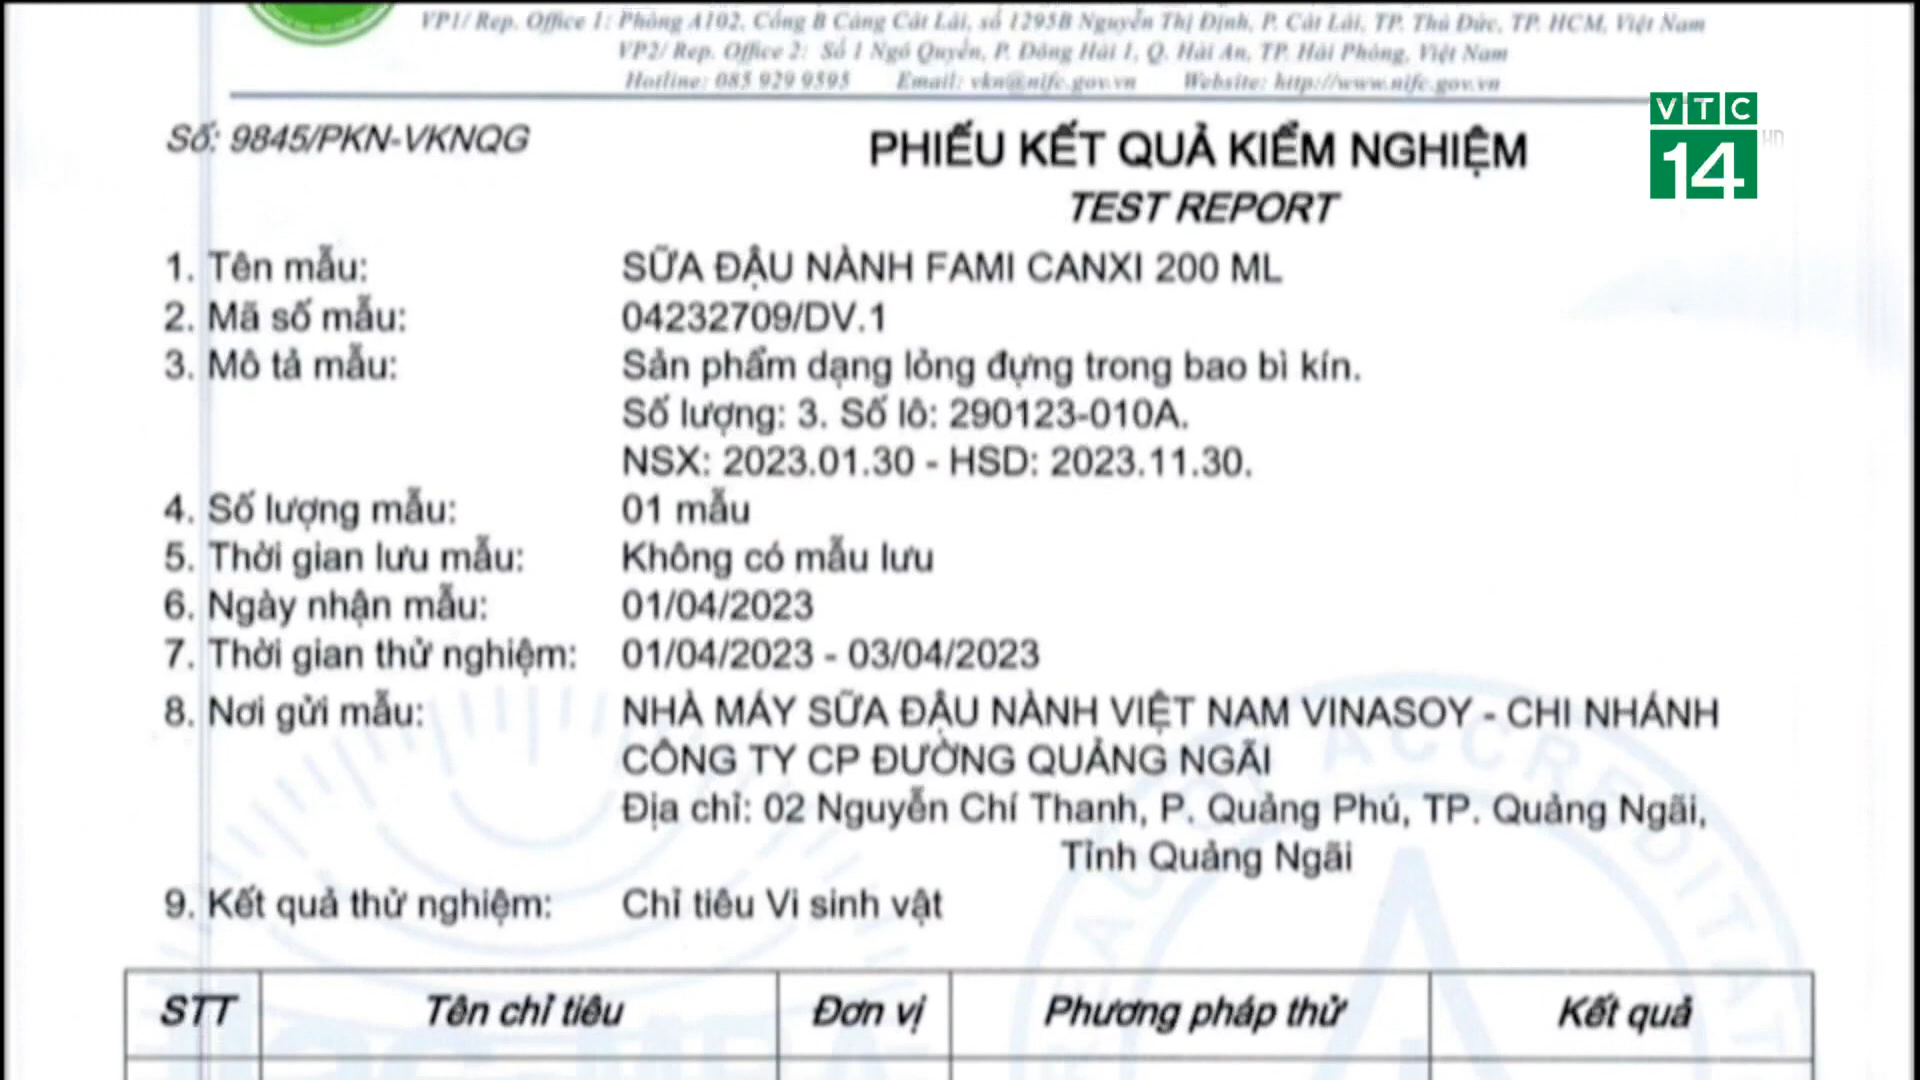 VP1/ Rep. Office 1: Phòng A102, Cổng B Cảng Cát Lái, số 1295B Nguyễn Thị Định, P. Cát Lái, TP. Thủ Đức, TP. HCM, Việt Nam
VP2/ Rep. Office 2: Số 1 Ngô Quyền, P. Đông Hải 1, Q. Hải An, TP. Hải Phòng, Việt Nam
Hotline: 085 929 9595 Email: vkn@nifc.gov.vn Website: http://www.nifc.gov.vn
VTC
14
Số: 9845/PKN-VKNQG
PHIẾU KẾT QUẢ KIỂM NGHIỆM
TEST REPORT
1. Tên mẫu: SỮA ĐẬU NÀNH FAMI CANXI 200 ML
2. Mã số mẫu: 04232709/DV.1
3. Mô tả mẫu: Sản phẩm dạng lỏng đựng trong bao bì kín.
Số lượng: 3. Số lô: 290123-010A.
NSX: 2023.01.30 - HSD: 2023.11.30.
4. Số lượng mẫu: 01 mẫu
5. Thời gian lưu mẫu: Không có mẫu lưu
6. Ngày nhận mẫu: 01/04/2023
7. Thời gian thử nghiệm: 01/04/2023 - 03/04/2023
8. Nơi gửi mẫu: NHÀ MÁY SỮA ĐẬU NÀNH VIỆT NAM VINASOY - CHI NHÁNH
CÔNG TY CP ĐƯỜNG QUẢNG NGÃI
Địa chỉ: 02 Nguyễn Chí Thanh, P. Quảng Phú, TP. Quảng Ngãi,
Tỉnh Quảng Ngãi
9. Kết quả thử nghiệm: Chỉ tiêu Vi sinh vật
STT Tên chỉ tiêu Đơn vị Phương pháp thử Kết quả